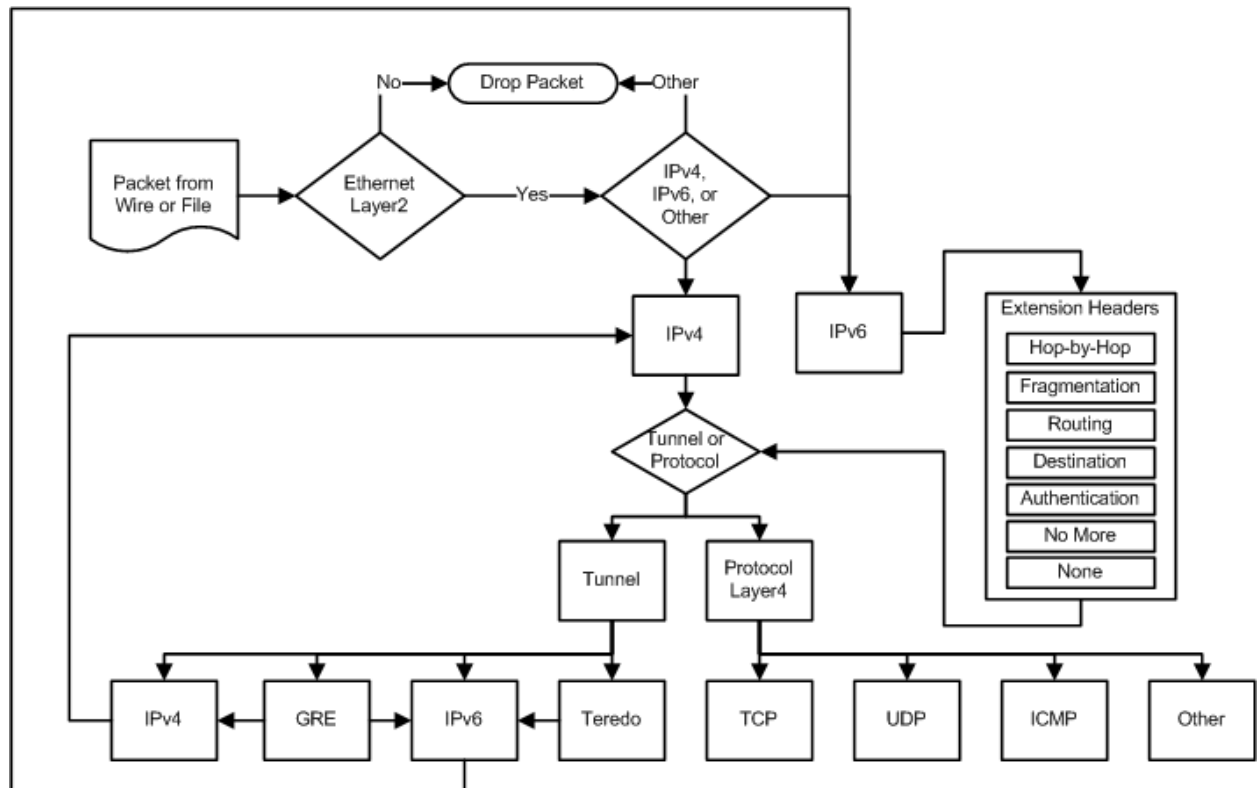 No
Drop Packet
Other
Packet from
Wire or File
Ethernet
Layer2
Yes
IPv4,
IPv6, or
Other
IPv4
IPv6
Extension Headers
Hop-by-Hop
Fragmentation
Routing
Destination
Authentication
No More
None
Tunnel or
Protocol
Tunnel
Protocol
Layer4
IPv4
GRE
IPv6
Teredo
TCP
UDP
ICMP
Other